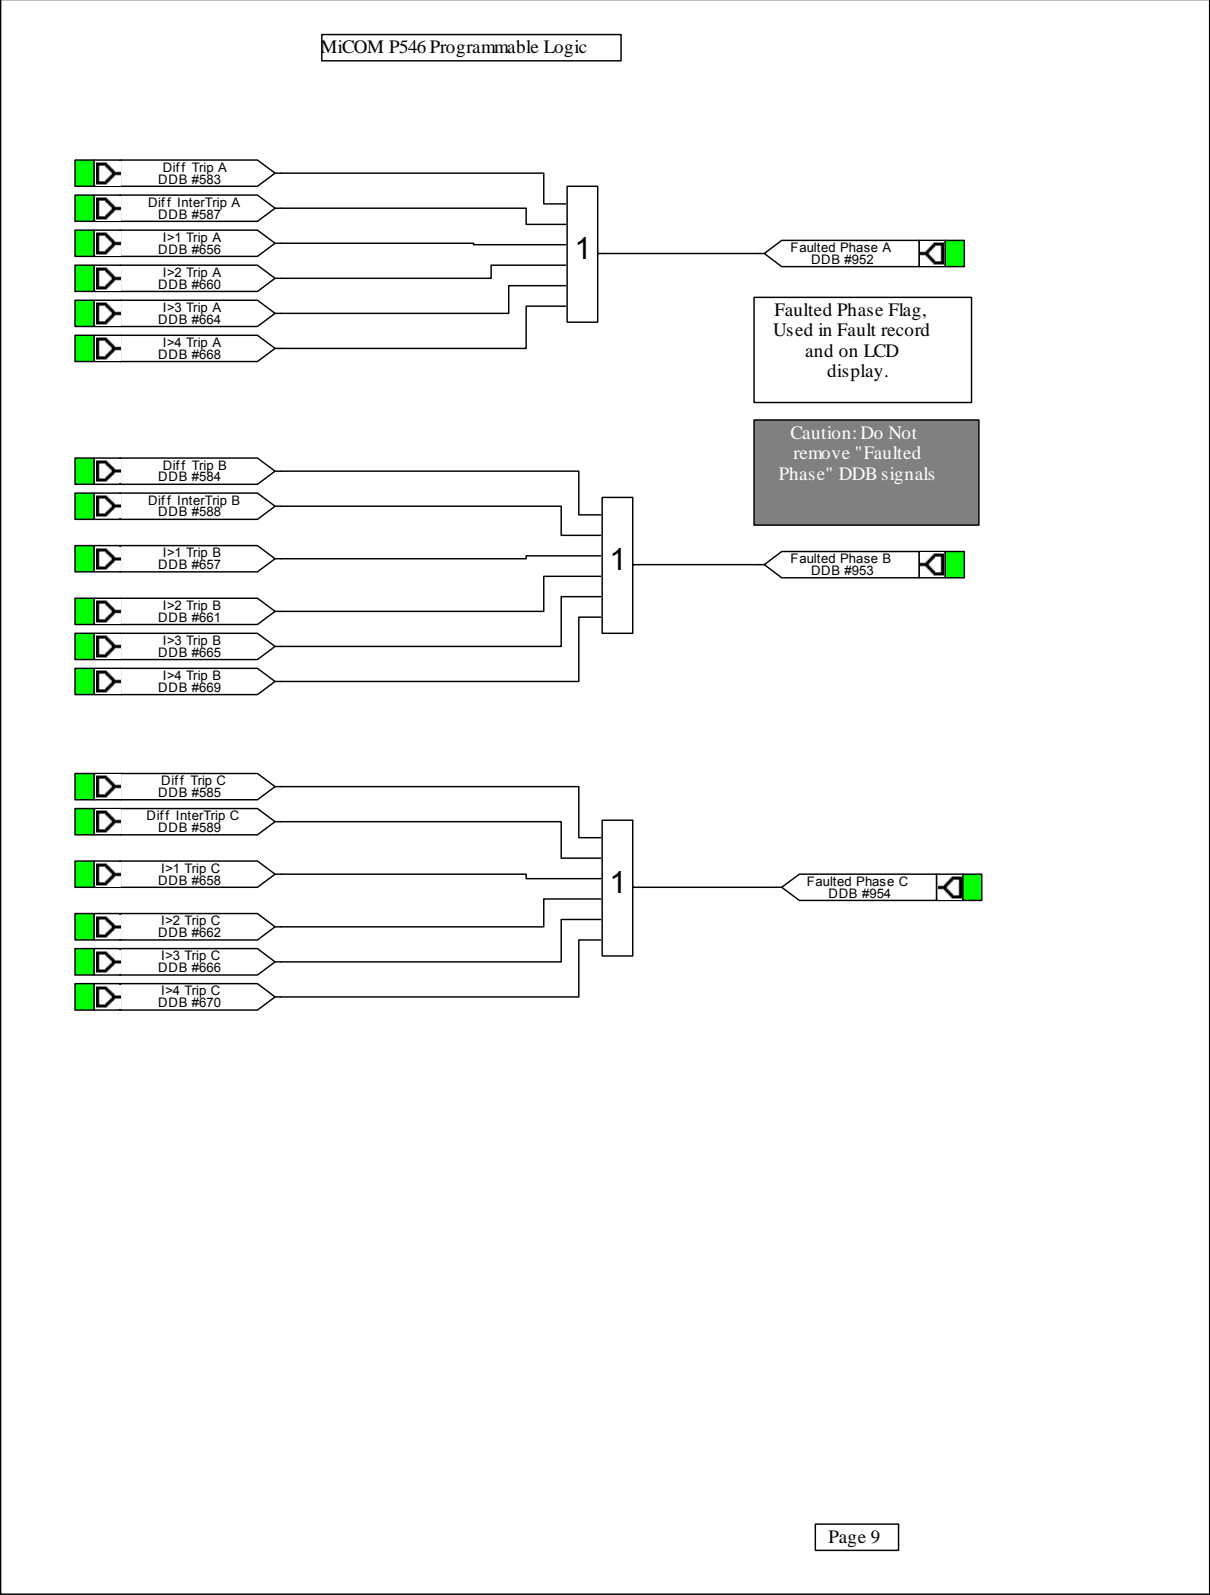 MiCOM P546 Programmable Logic
Diff Trip A
DDB #583
Diff InterTrip A
DDB #587
I>1 Trip A
DDB #656
I>2 Trip A
DDB #660
I>3 Trip A
DDB #664
I>4 Trip A
DDB #668
1
Faulted Phase A
DDB #952
Faulted Phase Flag,
Used in Fault record
and on LCD
display.
Caution: Do Not
remove "Faulted
Phase" DDB signals
Diff Trip B
DDB #584
Diff InterTrip B
DDB #588
I>1 Trip B
DDB #657
I>2 Trip B
DDB #661
I>3 Trip B
DDB #665
I>4 Trip B
DDB #669
1
Faulted Phase B
DDB #953
Diff Trip C
DDB #585
Diff InterTrip C
DDB #589
I>1 Trip C
DDB #658
I>2 Trip C
DDB #662
I>3 Trip C
DDB #666
I>4 Trip C
DDB #670
1
Faulted Phase C
DDB #954
Page 9